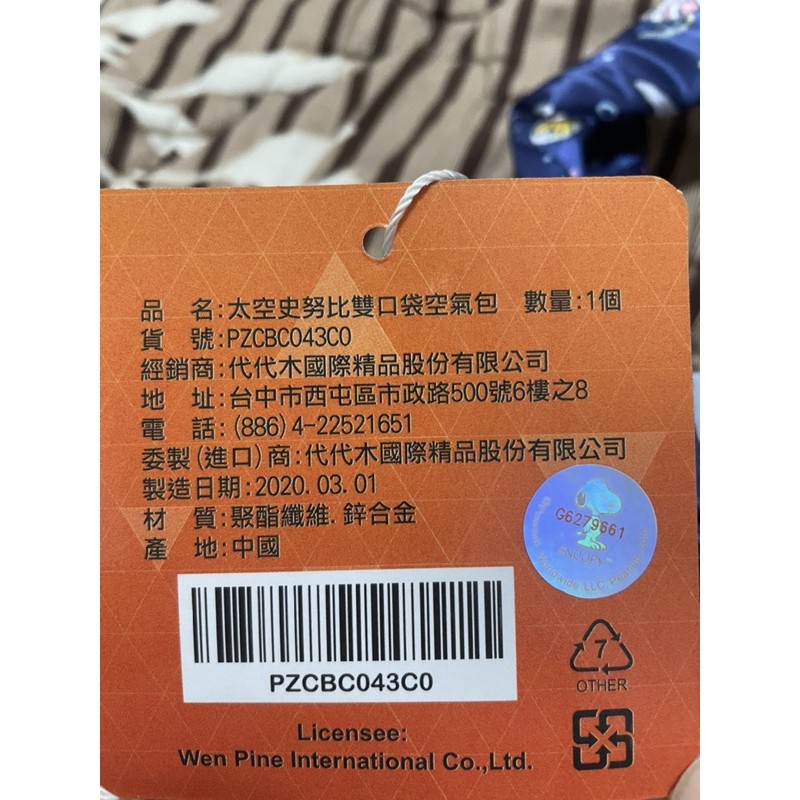 品　名:太空史努比雙口袋空氣包　數量:1個
貨　號:PZCBC043C0
經銷商:代代木國際精品股份有限公司
地　址:台中市西屯區市政路500號6樓之8
電　話:(886)4-22521651
委製(進口)商:代代木國際精品股份有限公司
製造日期:2020.03.01
材　質:聚酯纖維.鋅合金
產　地:中國
G6279661
SNOOPY
Worldwide LLC
PZCBC043C0
7
OTHER
Licensee:
Wen Pine International Co.,Ltd.